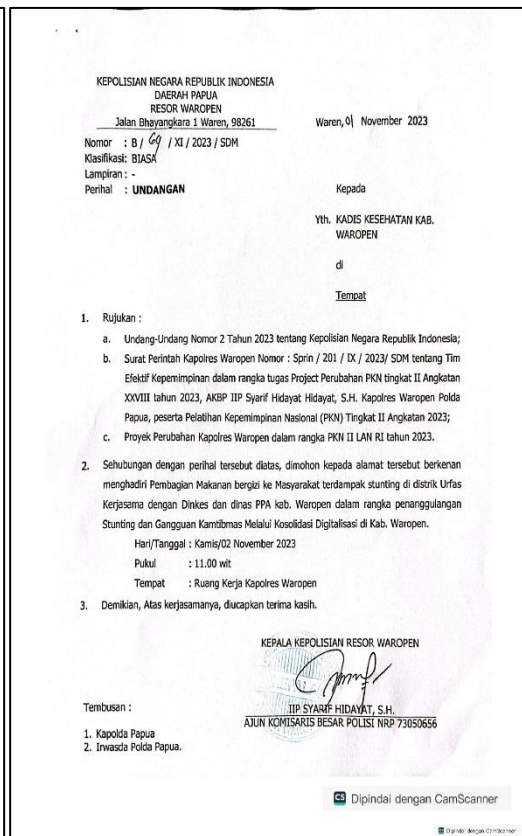 KEPOLISIAN NEGARA REPUBLIK INDONESIA
DAERAH PAPUA
RESOR WAROPEN
Jalan Bhayangkara 1 Waren, 98261
Waren, 01 November 2023
Nomor : B / 69 / XI / 2023 / SDM
Klasifikasi: BIASA
Lampiran : -
Perihal : UNDANGAN
Kepada
Yth. KADIS KESEHATAN KAB.
WAROPEN
di
Tempat
1. Rujukan :
a. Undang-Undang Nomor 2 Tahun 2023 tentang Kepolisian Negara Republik Indonesia;
b. Surat Perintah Kapolres Waropen Nomor : Sprin / 201 / IX / 2023/ SDM tentang Tim
Efektif Kepemimpinan dalam rangka tugas Project Perubahan PKN tingkat II Angkatan
XXVIII tahun 2023, AKBP IIP Syarif Hidayat Hidayat, S.H. Kapolres Waropen Polda
Papua, peserta Pelatihan Kepemimpinan Nasional (PKN) Tingkat II Angkatan 2023;
c. Proyek Perubahan Kapolres Waropen dalam rangka PKN II LAN RI tahun 2023.
2. Sehubungan dengan perihal tersebut diatas, dimohon kepada alamat tersebut berkenan
menghadiri Pembagian Makanan bergizi ke Masyarakat terdampak stunting di distrik Urfas
Kerjasama dengan Dinkes dan dinas PPA kab. Waropen dalam rangka penanggulangan
Stunting dan Gangguan Kamtibmas Melalui Kosolidasi Digitalisasi di Kab. Waropen.
Hari/Tanggal : Kamis/02 November 2023
Pukul : 11.00 wit
Tempat : Ruang Kerja Kapolres Waropen
3. Demikian, Atas kerjasamanya, diucapkan terima kasih.
KEPALA KEPOLISIAN RESOR WAROPEN
IIP SYARIF HIDAYAT, S.H.
AJUN KOMISARIS BESAR POLISI NRP 73050656
Tembusan :
1. Kapolda Papua
2. Irwasda Polda Papua.
CS Dipindai dengan CamScanner
CS Dipindai dengan CamScanner